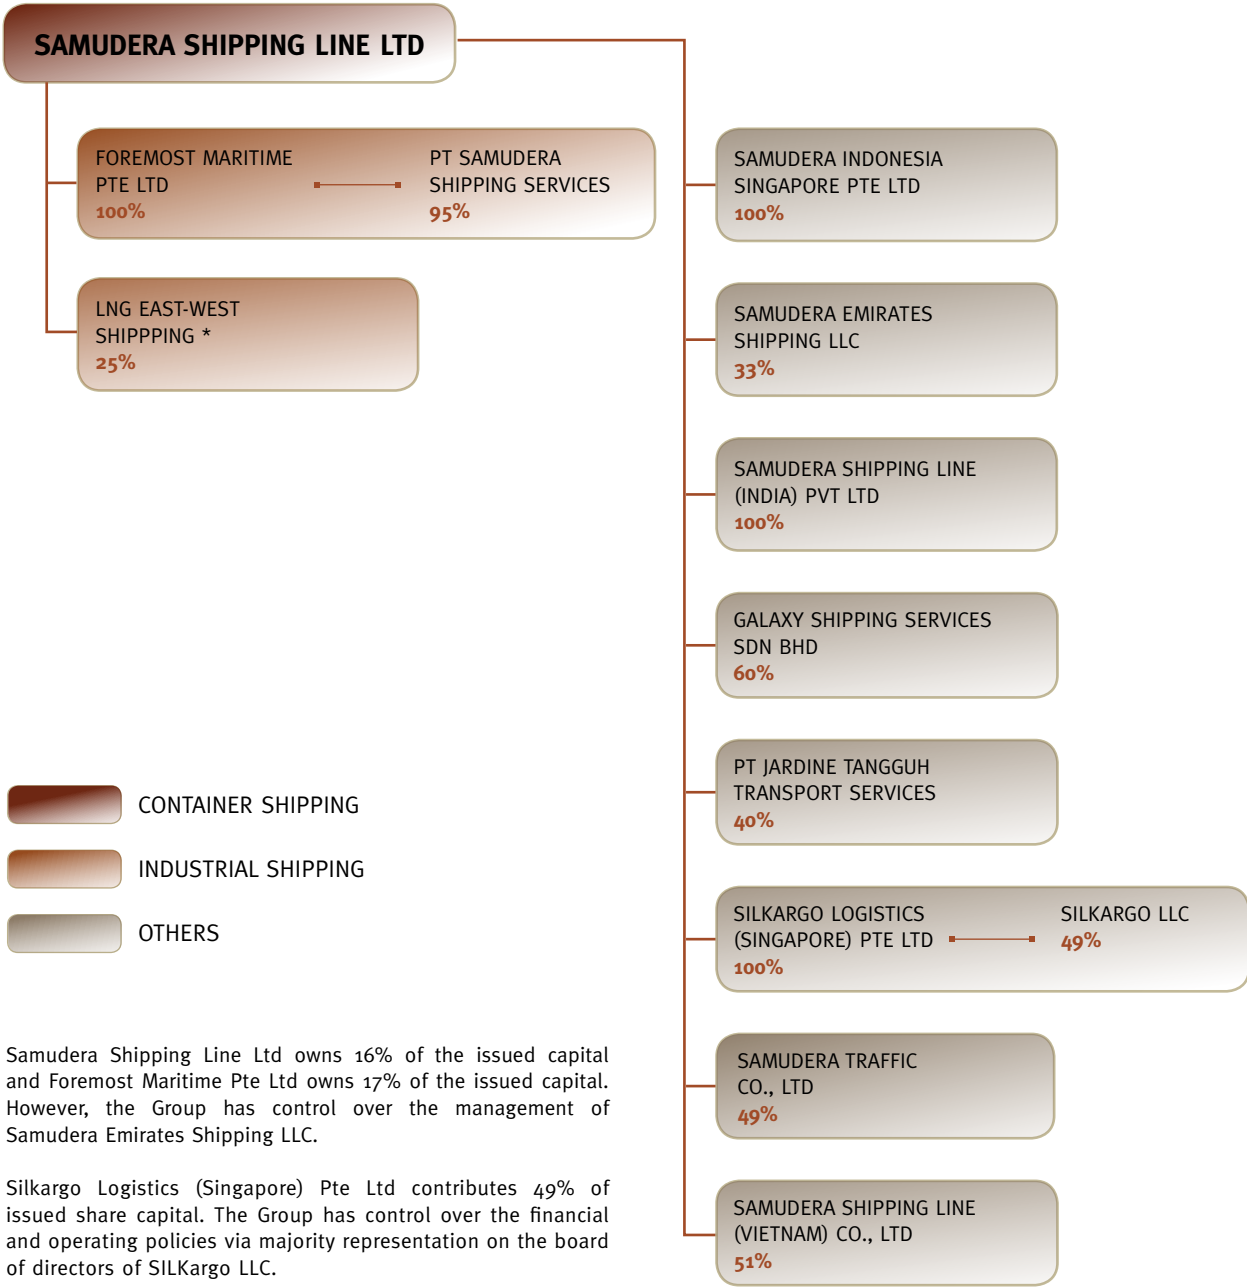 SAMUDERA SHIPPING LINE LTD
FOREMOST MARITIME
PTE LTD
100%
PT SAMUDERA
SHIPPING SERVICES
95%
LNG EAST-WEST
SHIPPPING *
25%
SAMUDERA INDONESIA
SINGAPORE PTE LTD
100%
SAMUDERA EMIRATES
SHIPPING LLC
33%
SAMUDERA SHIPPING LINE
(INDIA) PVT LTD
100%
GALAXY SHIPPING SERVICES
SDN BHD
60%
PT JARDINE TANGGUH
TRANSPORT SERVICES
40%
SILKARGO LOGISTICS
(SINGAPORE) PTE LTD
100%
SILKARGO LLC
49%
SAMUDERA TRAFFIC
CO., LTD
49%
SAMUDERA SHIPPING LINE
(VIETNAM) CO., LTD
51%
CONTAINER SHIPPING
INDUSTRIAL SHIPPING
OTHERS
Samudera Shipping Line Ltd owns 16% of the issued capital
and Foremost Maritime Pte Ltd owns 17% of the issued capital.
However, the Group has control over the management of
Samudera Emirates Shipping LLC.
Silkargo Logistics (Singapore) Pte Ltd contributes 49% of
issued share capital. The Group has control over the financial
and operating policies via majority representation on the board
of directors of SILKargo LLC.